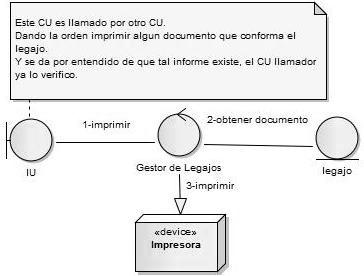 Este CU es llamado por otro CU.
Dando la orden imprimir algun documento que conforma el
legajo.
Y se da por entendido de que tal informe existe, el CU llamador
ya lo verifico.
1-imprimir
2-obtener documento
IU
Gestor de Legajos
legajo
3-imprimir
«device»
Impresora